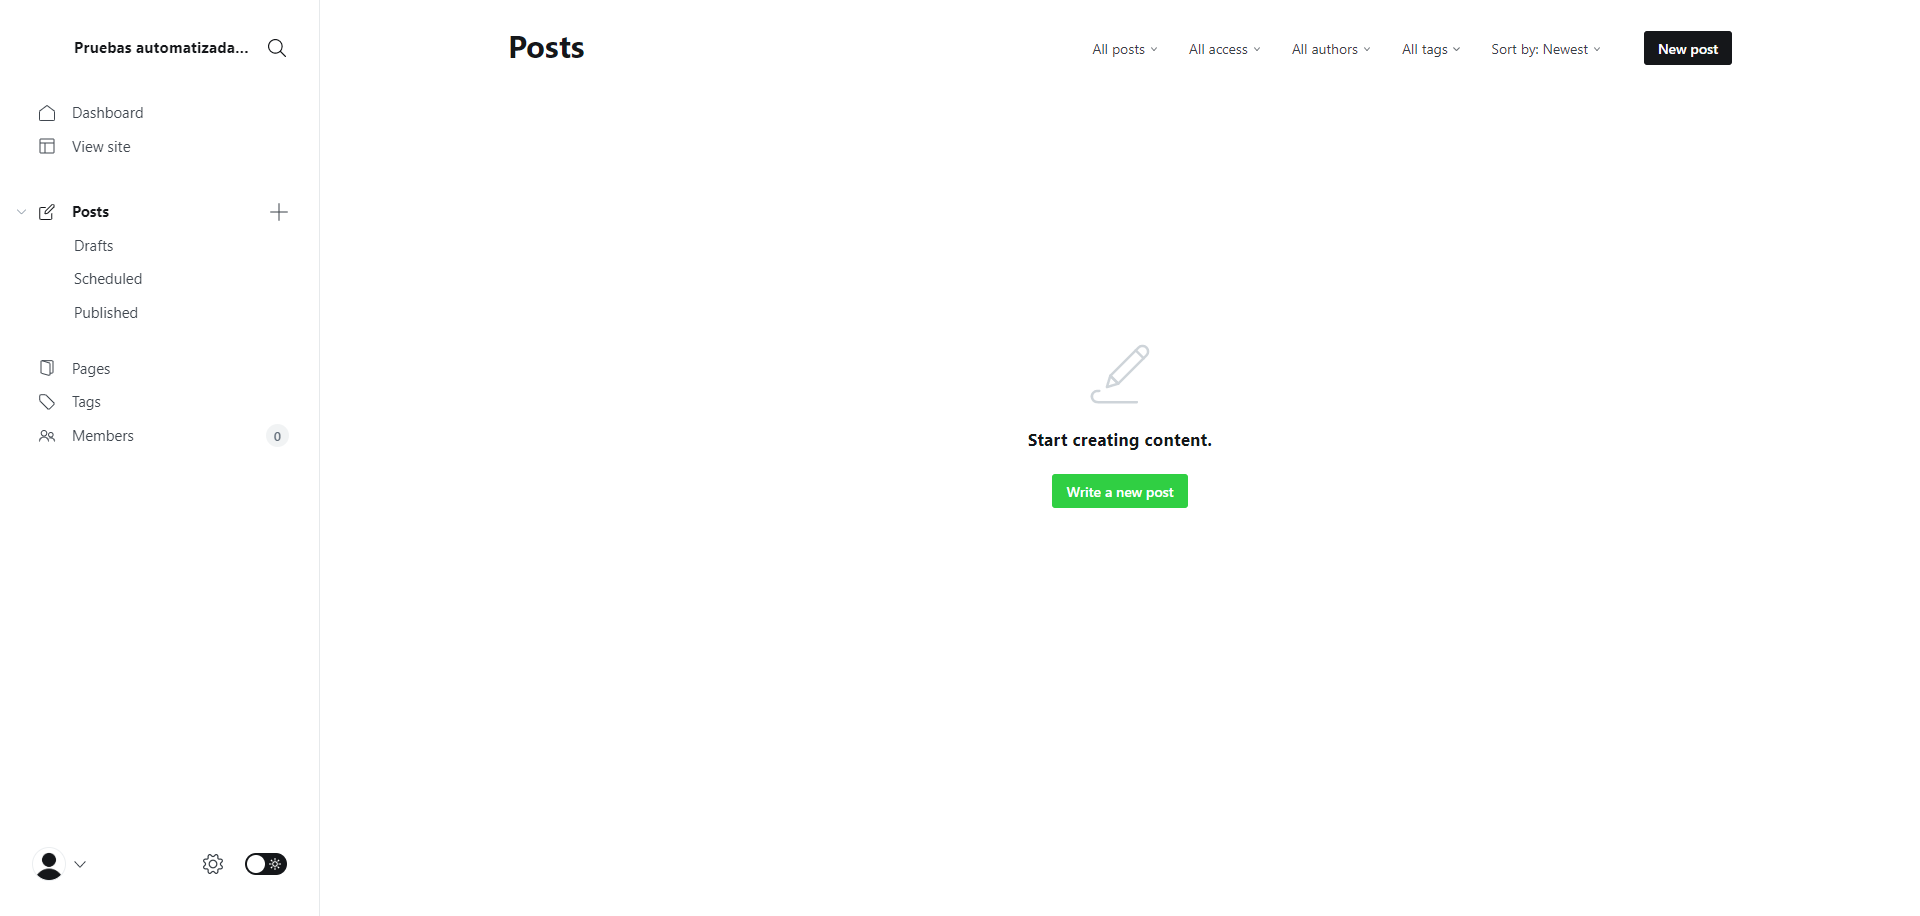 Pruebas automatizada...
Dashboard
View site
Posts
Drafts
Scheduled
Published
Pages
Tags
Members 0
Posts
All posts All access All authors All tags Sort by: Newest New post
Start creating content.
Write a new post